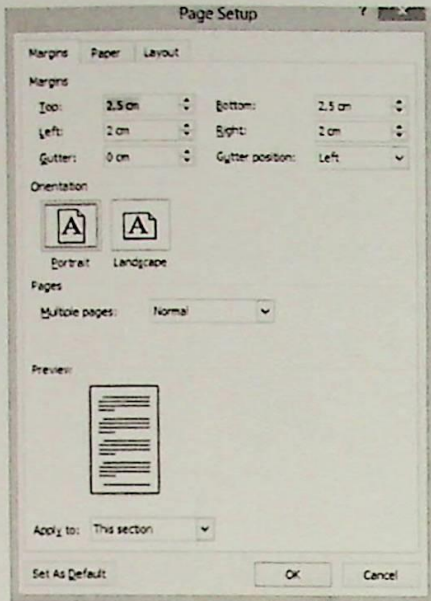 Page Setup ?
Margins Paper Layout
Margins
Top: 2.5 cm Bottom: 2.5 cm
Left: 2 cm Right: 2 cm
Gutter: 0 cm Gutter position: Left
Orientation
A A
Portrait Landscape
Pages
Multiple pages: Normal
Preview
Apply to: This section
Set As Default OK Cancel